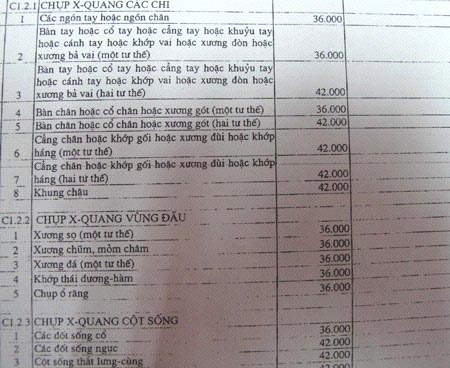 C1.2.1 CHỤP X-QUANG CÁC CHI
1 Các ngón tay hoặc ngón chân 36.000
Bàn tay hoặc cổ tay hoặc cẳng tay hoặc khuỷu tay
hoặc cánh tay hoặc khớp vai hoặc xương đòn hoặc
2 xương bả vai (một tư thế) 36.000
Bàn tay hoặc cổ tay hoặc cẳng tay hoặc khuỷu tay
hoặc cánh tay hoặc khớp vai hoặc xương đòn hoặc
3 xương bả vai (hai tư thế) 42.000
4 Bàn chân hoặc cổ chân hoặc xương gót (một tư thế) 36.000
5 Bàn chân hoặc cổ chân hoặc xương gót (hai tư thế) 42.000
Cẳng chân hoặc khớp gối hoặc xương đùi hoặc khớp
6 háng (một tư thế) 42.000
Cẳng chân hoặc khớp gối hoặc xương đùi hoặc khớp
7 háng (hai tư thế) 42.000
8 Khung chậu 42.000
C1.2.2 CHỤP X-QUANG VÙNG ĐẦU
1 Xương sọ (một tư thế) 36.000
2 Xương chũm, mỏm châm 36.000
3 Xương đá (một tư thế) 36.000
4 Khớp thái dương-hàm 36.000
5 Chụp ổ răng 36.000
C1.2.3 CHỤP X-QUANG CỘT SỐNG
1 Các đốt sống cổ 36.000
2 Các đốt sống ngực 42.000
3 Cột sống thắt lưng-cùng 42.000